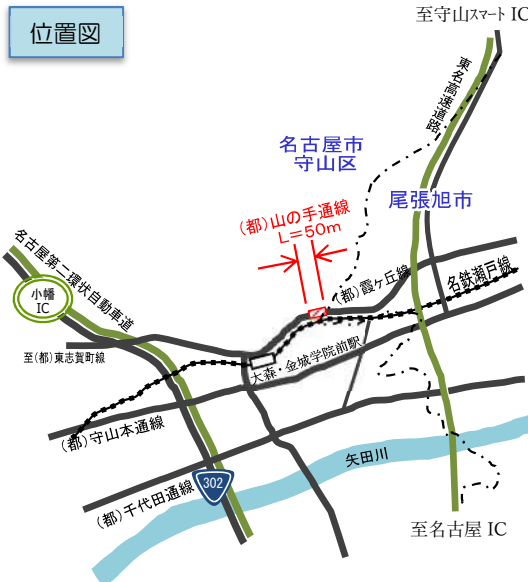 位置図
至守山スマートIC
東名高速道路
名古屋市
守山区
尾張旭市
(都)山の手通線
L=50m
(都)霞ヶ丘線
名鉄瀬戸線
名古屋第二環状自動車道
小幡
IC
至(都)東志賀町線
大森・金城学院前駅
(都)守山本通線
矢田川
302
(都)千代田通線
至名古屋IC